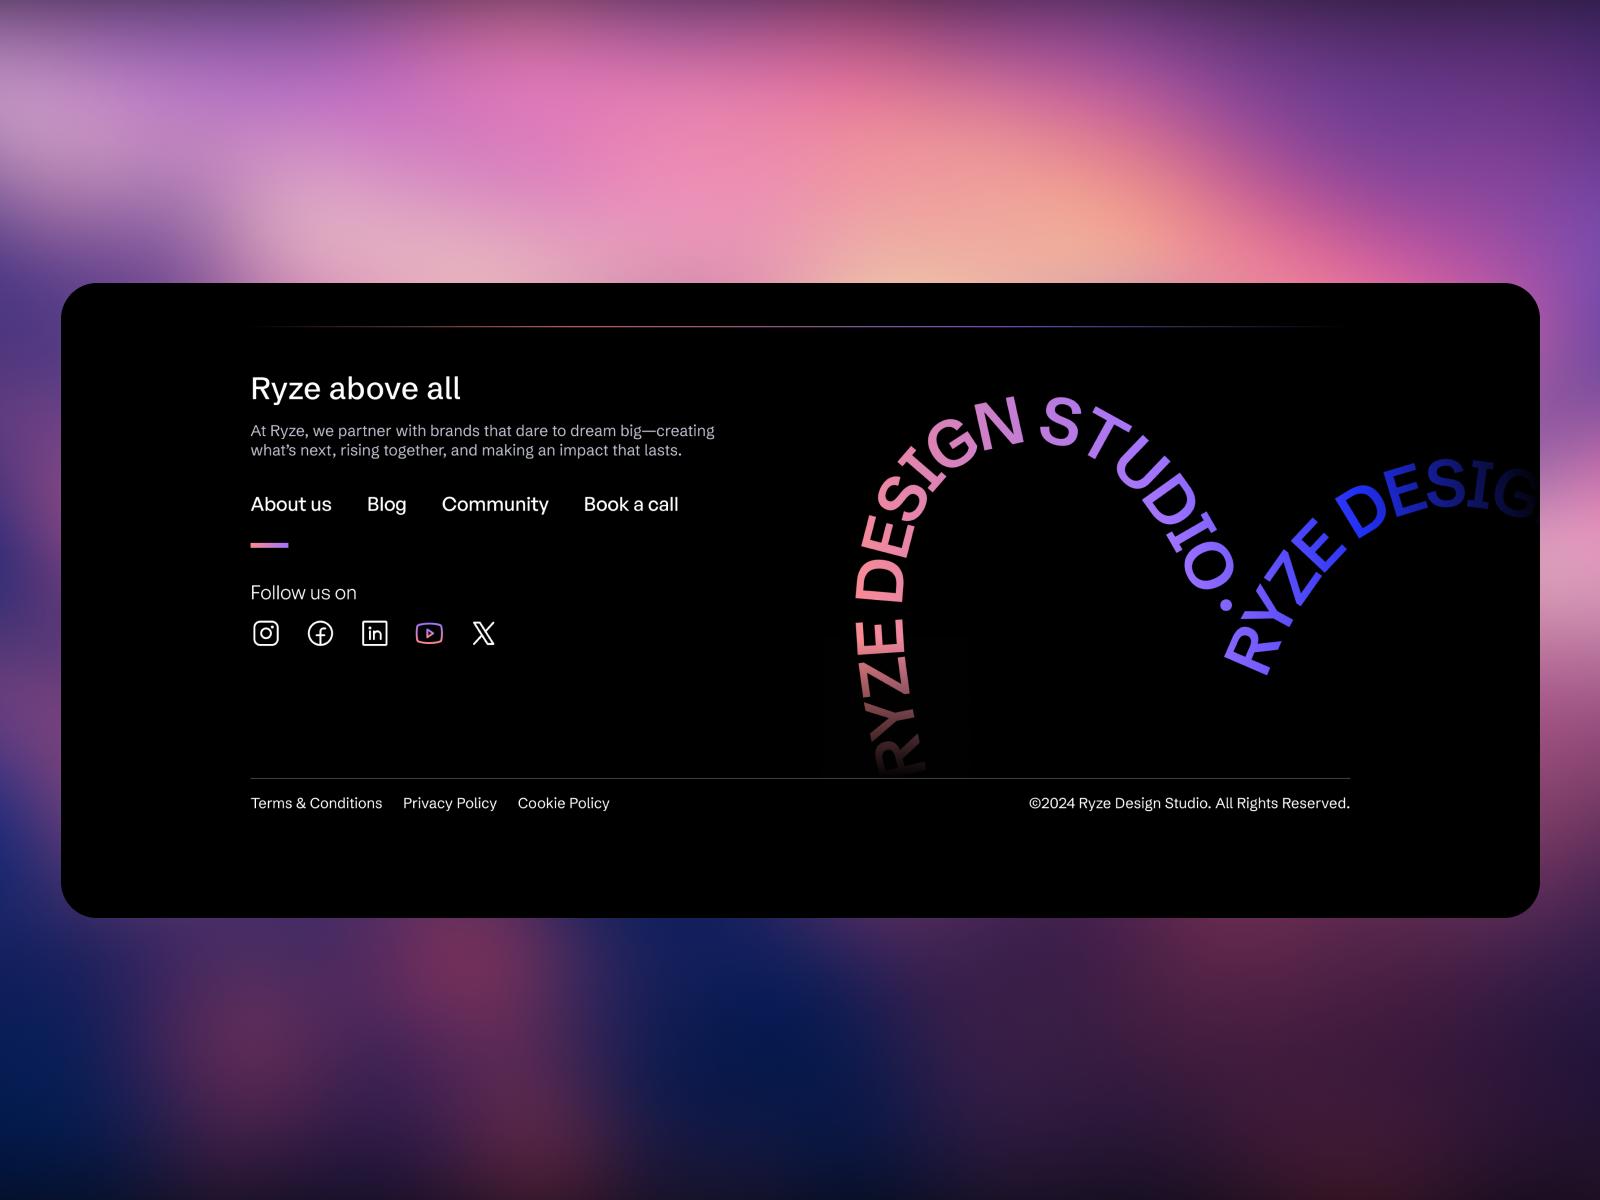 Ryze above all
At Ryze, we partner with brands that dare to dream big—creating
what's next, rising together, and making an impact that lasts.
About us Blog Community Book a call
Follow us on
RYZE DESIGN STUDIO.
RYZE DESIG
Terms & Conditions Privacy Policy Cookie Policy
©2024 Ryze Design Studio. All Rights Reserved.